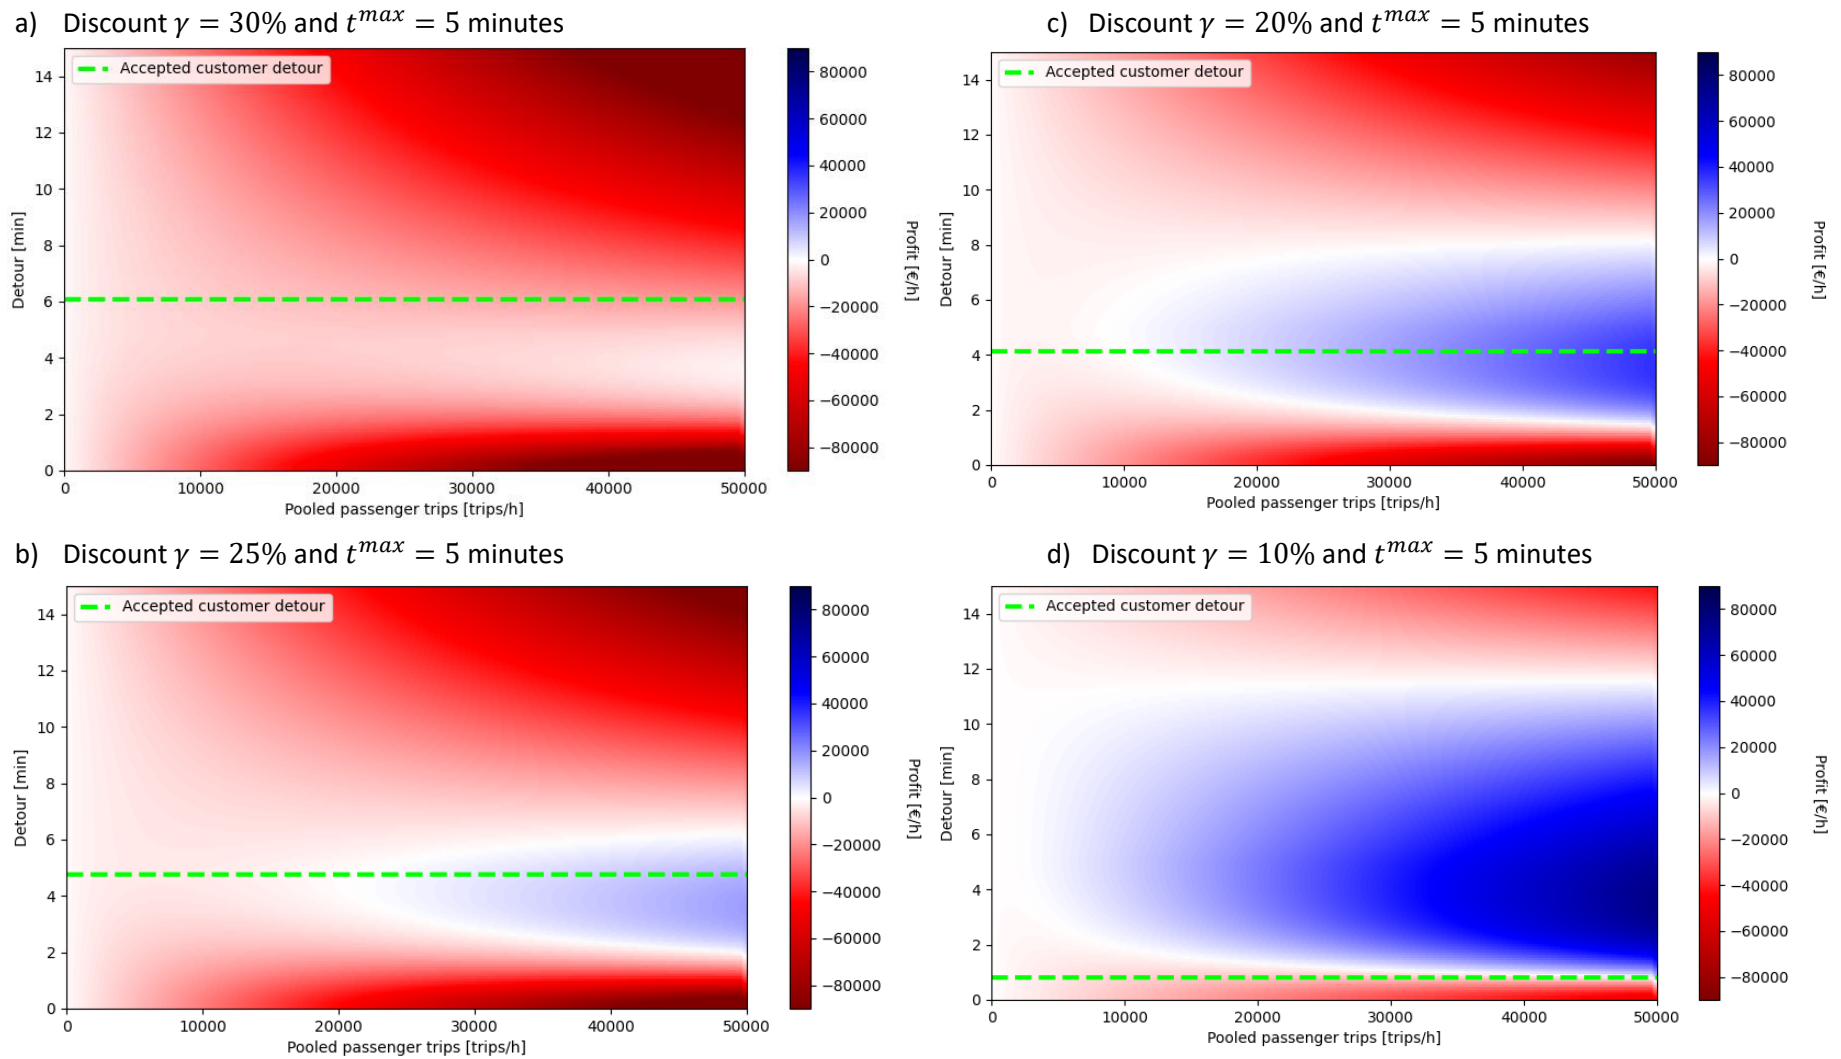 a) Discount γ = 30% and t^max = 5 minutes
Accepted customer detour
14
12
10
8
6
4
2
0
Detour [min]
0 10000 20000 30000 40000 50000
Pooled passenger trips [trips/h]
80000
60000
40000
20000
0
−20000
−40000
−60000
−80000
Profit [€/h]
c) Discount γ = 20% and t^max = 5 minutes
Accepted customer detour
14
12
10
8
6
4
2
0
Detour [min]
0 10000 20000 30000 40000 50000
Pooled passenger trips [trips/h]
80000
60000
40000
20000
0
−20000
−40000
−60000
−80000
Profit [€/h]
b) Discount γ = 25% and t^max = 5 minutes
Accepted customer detour
14
12
10
8
6
4
2
0
Detour [min]
0 10000 20000 30000 40000 50000
Pooled passenger trips [trips/h]
80000
60000
40000
20000
0
−20000
−40000
−60000
−80000
Profit [€/h]
d) Discount γ = 10% and t^max = 5 minutes
Accepted customer detour
14
12
10
8
6
4
2
0
Detour [min]
0 10000 20000 30000 40000 50000
Pooled passenger trips [trips/h]
80000
60000
40000
20000
0
−20000
−40000
−60000
−80000
Profit [€/h]